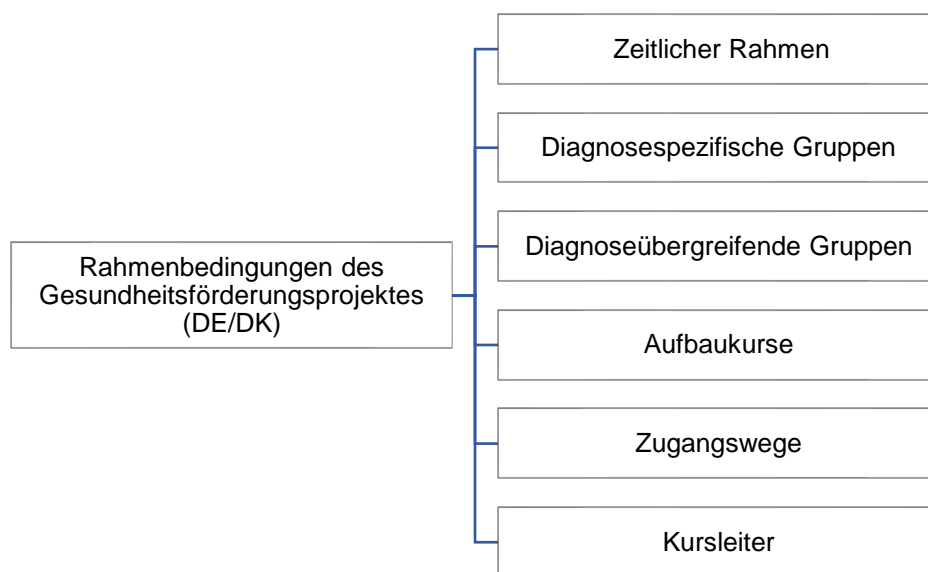 Zeitlicher Rahmen
Diagnosespezifische Gruppen
Diagnoseübergreifende Gruppen
Rahmenbedingungen des
Gesundheitsförderungsprojektes
(DE/DK)
Aufbaukurse
Zugangswege
Kursleiter